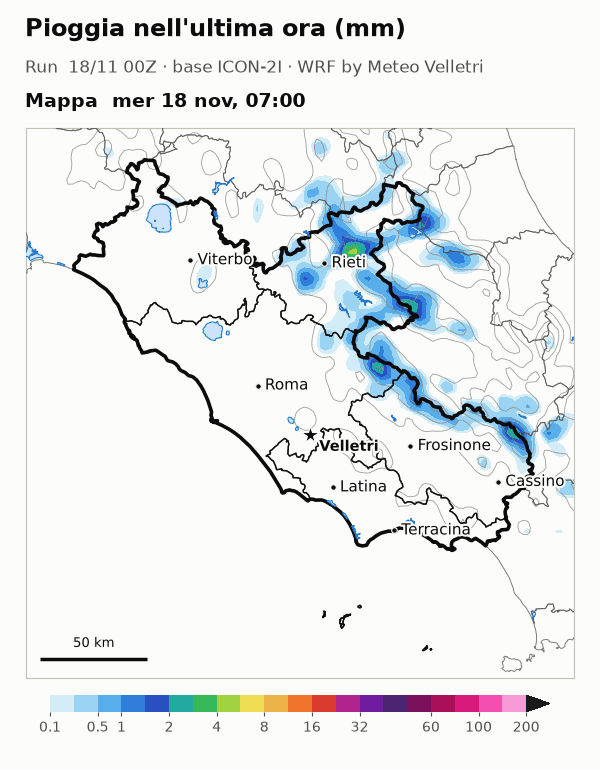 Pioggia nell'ultima ora (mm)
Run  18/11 00Z · base ICON-2I · WRF by Meteo Velletri
Mappa  mer 18 nov, 07:00
Viterbo
Rieti
Roma
Velletri
Frosinone
Cassino
Latina
Terracina
50 km
0.1 0.5 1 2 4 8 16 32 60 100 200